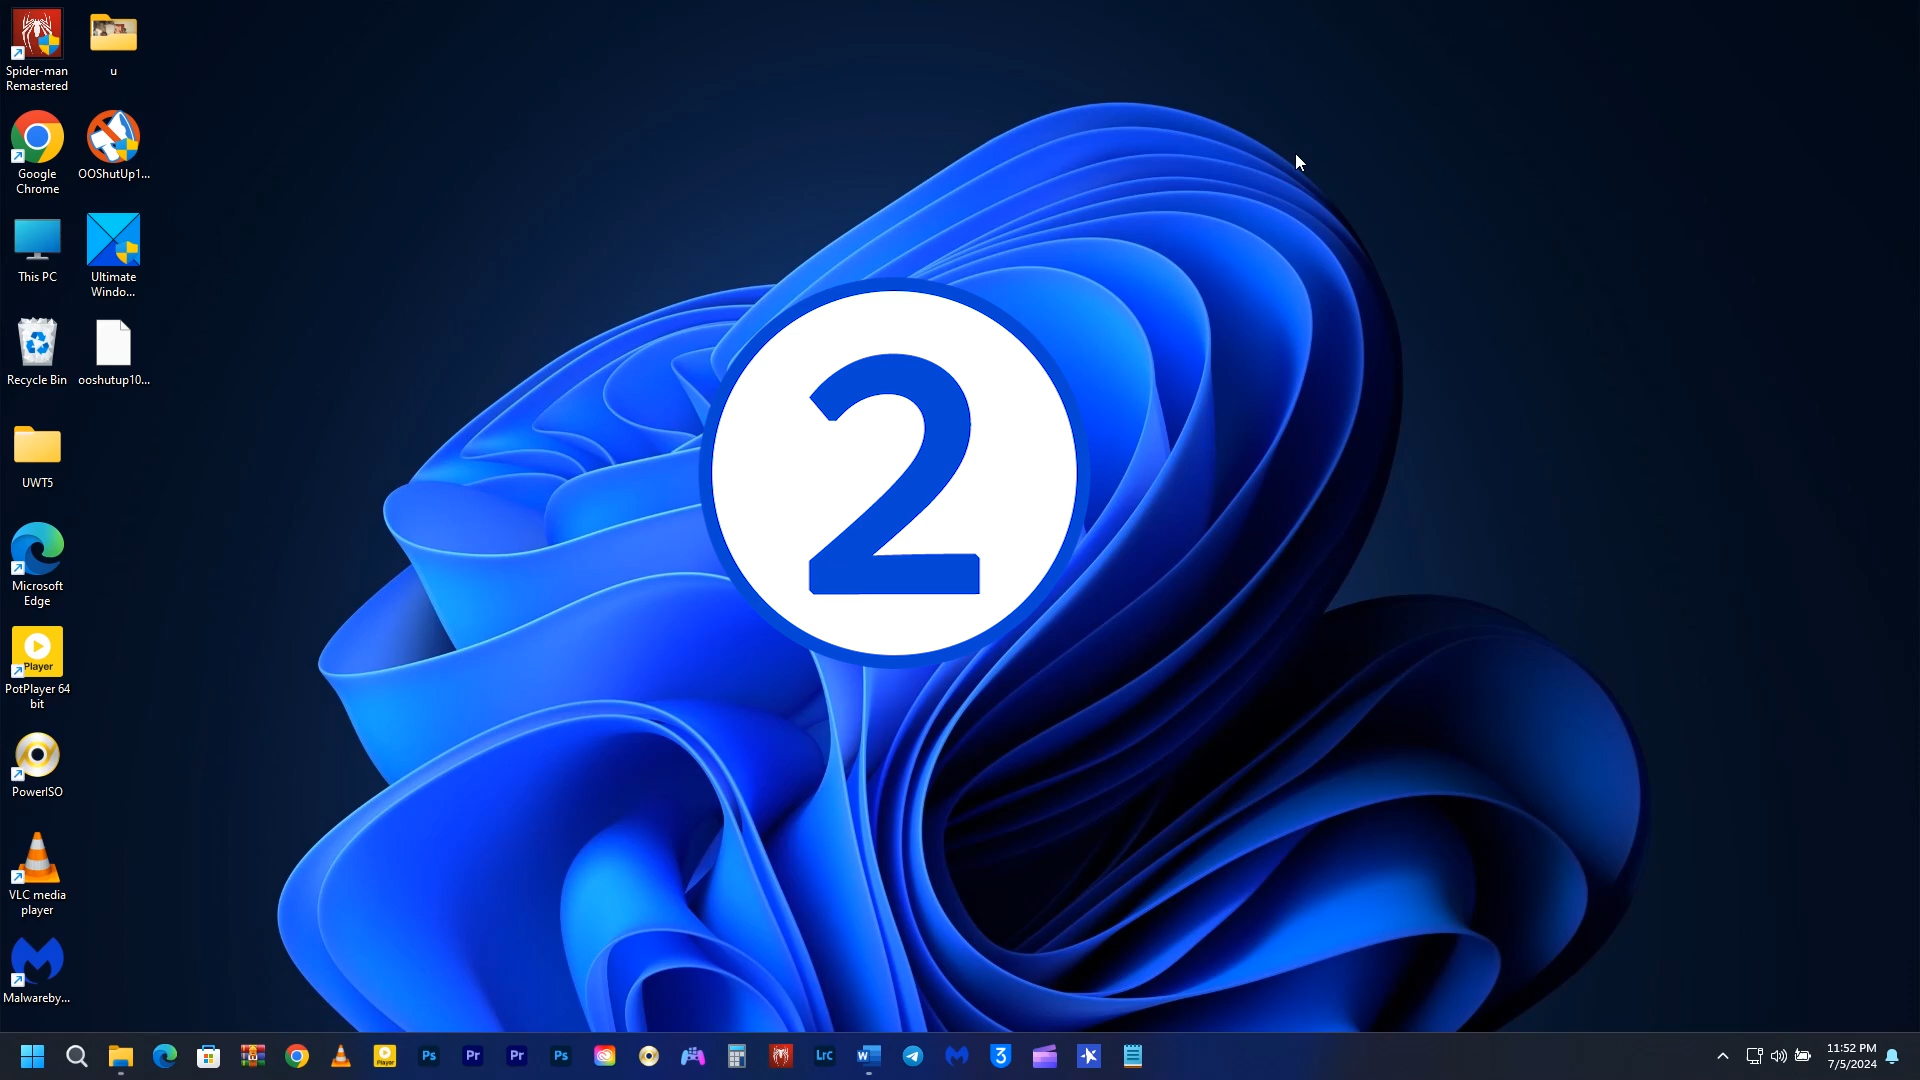 Spider-man
Remastered
u
Google
Chrome
OOShutUp1...
This PC
Ultimate
Windo...
Recycle Bin
ooshutup10...
UWT5
Microsoft
Edge
Player
PotPlayer 64
bit
PowerISO
VLC media
player
Malwareby...
2
Player
Ps
Pr
Pr
Ps
LrC
W
3
11:52 PM
7/5/2024